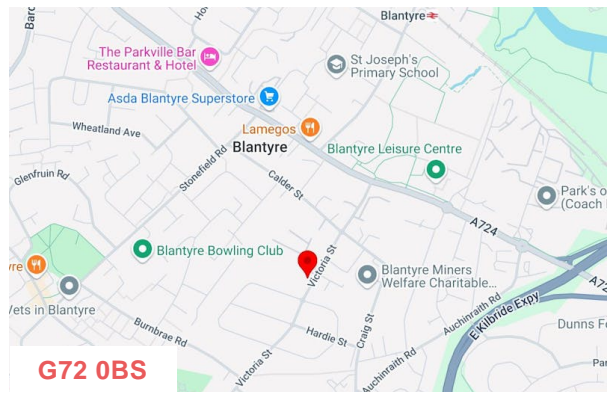 Blantyre
The Parkville Bar
Restaurant & Hotel
St Joseph's
Primary School
Asda Blantyre Superstore
Wheatland Ave
Lamegos
Blantyre
Blantyre Leisure Centre
Stonefield Rd
Glenfruin Rd
Calder St
Park's o
(Coach
A724
Blantyre Bowling Club
Victoria St
Blantyre Miners
Welfare Charitable...
yre
Vets in Blantyre
A72
E Kilbride Expy
Auchinraith Rd
Burnbrae Rd
Hardie St
Craig St
Dunns F
Victoria St
Auchinraith Rd
Par
G72 0BS